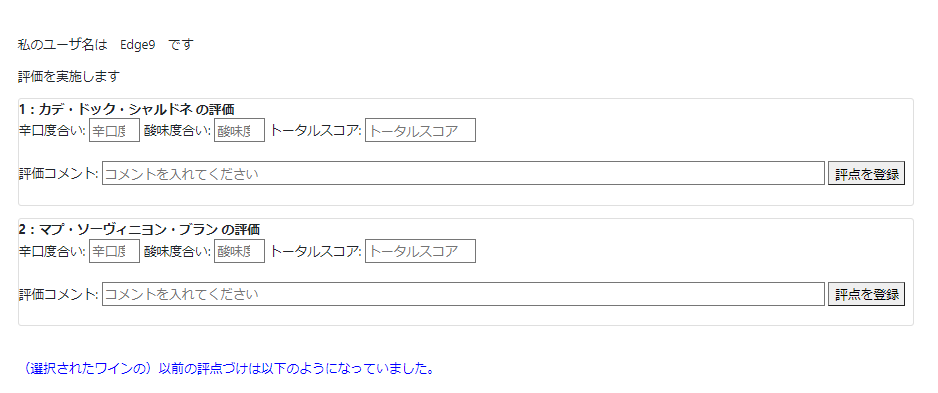 私のユーザ名は　Edge9　です
評価を実施します
1：カデ・ドック・シャルドネ の評価
辛口度合い: 辛口度 酸味度合い: 酸味度 トータルスコア: トータルスコア
評価コメント: コメントを入れてください 評点を登録
2：マプ・ソーヴィニヨン・ブラン の評価
辛口度合い: 辛口度 酸味度合い: 酸味度 トータルスコア: トータルスコア
評価コメント: コメントを入れてください 評点を登録
（選択されたワインの）以前の評点づけは以下のようになっていました。